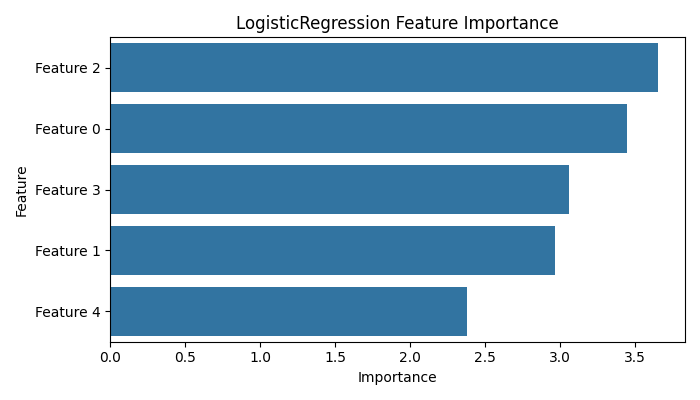 LogisticRegression Feature Importance
Feature 2
Feature 0
Feature 3
Feature 1
Feature 4
Feature
0.0 0.5 1.0 1.5 2.0 2.5 3.0 3.5
Importance